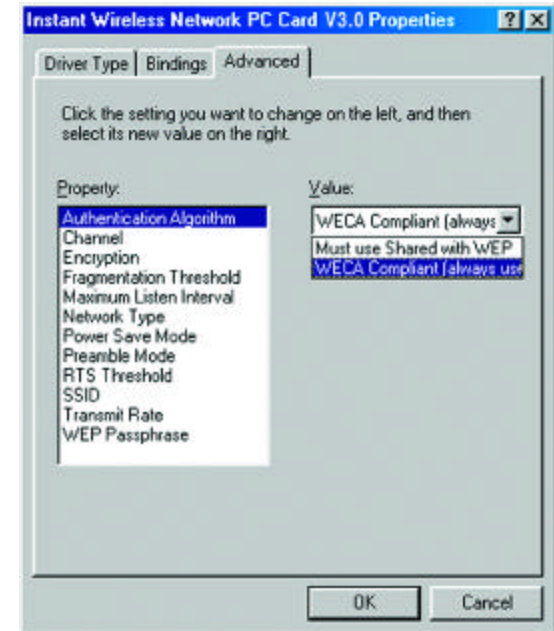 Instant Wireless Network PC Card V3.0 Properties
Driver Type Bindings Advanced
Click the setting you want to change on the left, and then
select its new value on the right.
Property:
Value:
Authentication Algorithm
Channel
Encryption
Fragmentation Threshold
Maximum Listen Interval
Network Type
Power Save Mode
Preamble Mode
RTS Threshold
SSID
Transmit Rate
WEP Passphrase
WECA Compliant (always
Must use Shared with WEP
WECA Compliant (always use
OK Cancel